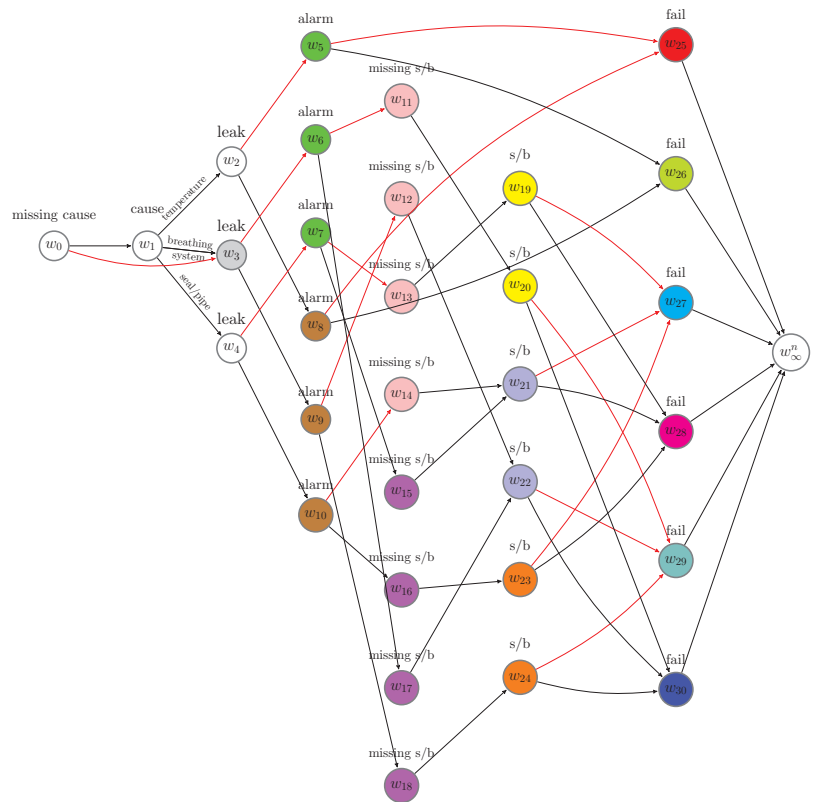 missing cause
w₀
cause
w₁
temperature
breathing
system
seal/pipe
leak
w₂
leak
w₃
leak
w₄
alarm
w₅
alarm
w₆
alarm
w₇
alarm
w₈
alarm
w₉
alarm
w₁₀
missing s/b
w₁₁
missing s/b
w₁₂
missing s/b
w₁₃
missing s/b
w₁₄
missing s/b
w₁₅
missing s/b
w₁₆
missing s/b
w₁₇
missing s/b
w₁₈
s/b
w₁₉
s/b
w₂₀
s/b
w₂₁
s/b
w₂₂
s/b
w₂₃
s/b
w₂₄
fail
w₂₅
fail
w₂₆
fail
w₂₇
fail
w₂₈
fail
w₂₉
fail
w₃₀
wⁿ∞